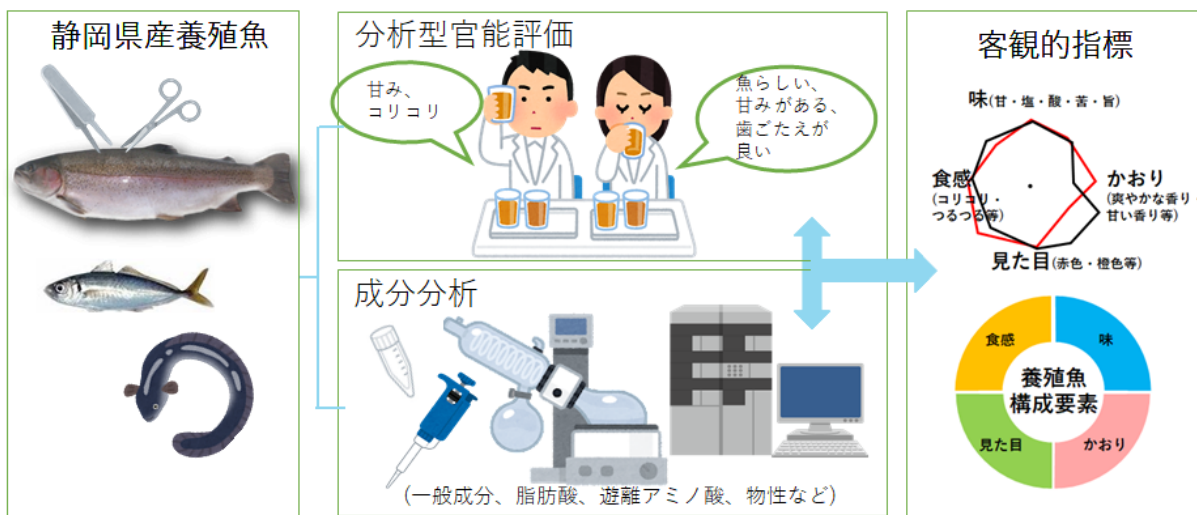 静岡県産養殖魚
分析型官能評価
甘み、
コリコリ
魚らしい、
甘みがある、
歯ごたえが
良い
成分分析
(一般成分、脂肪酸、遊離アミノ酸、物性など)
客観的指標
味(甘・塩・酸・苦・旨)
食感
(コリコリ・
つるつる等)
かおり
(爽やかな香り・
甘い香り等)
見た目(赤色・橙色等)
食感
味
養殖魚
構成要素
見た目
かおり